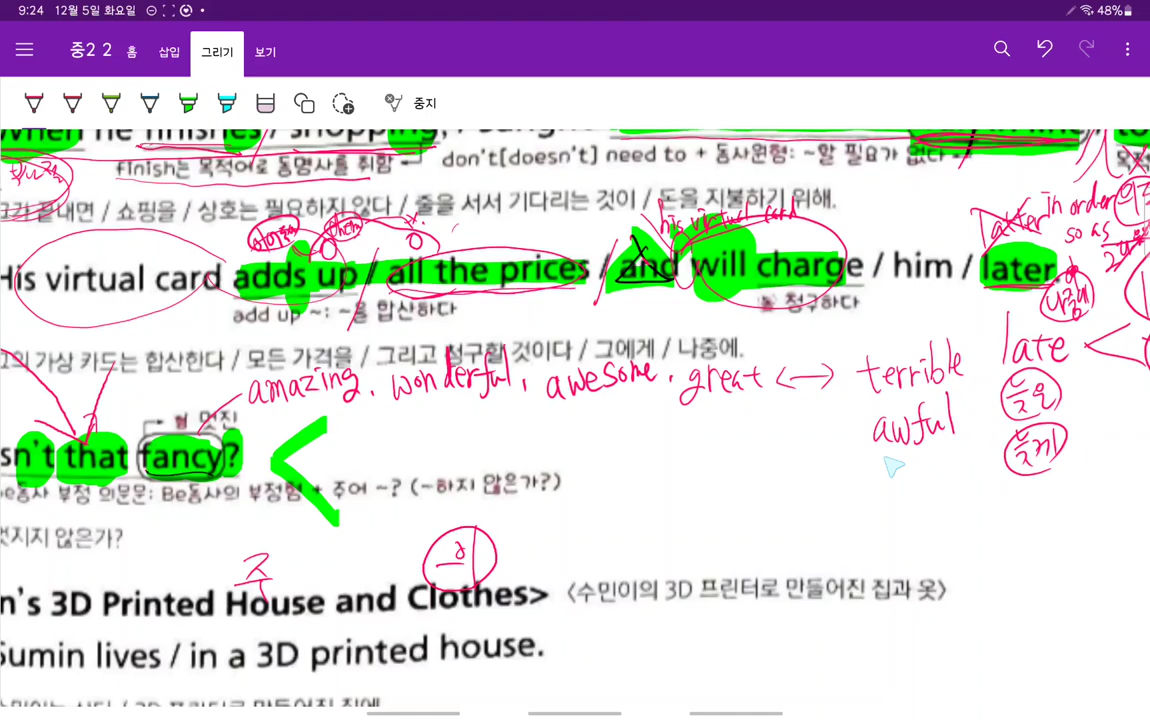 9:24 12월 5일 화요일 48%
중2 2 홈 삽입 그리기 보기
중지
When he finishes / shopping, /
finish는 목적어로 동명사를 취함
don't[doesn't] need to + 동사원형: ~할 필요가 없다
끝내면 / 쇼핑을 / 상호는 필요하지 않다 / 줄을 서서 기다리는 것이 / 돈을 지불하기 위해.
them his virtual card
latter in order
so as
His virtual card adds up / all the prices / and will charge / him / later.
add up ~: ~을 합산하다
청구하다
나중에
그의 가상 카드는 합산한다 / 모든 가격을 / 그리고 청구할 것이다 / 그에게 / 나중에.
late
늦은
늦게
amazing, wonderful, awesome, great ↔ terrible
awful
형 멋진
sn't that fancy?
be동사 부정 의문문: Be동사의 부정형 + 주어 ~? (~하지 않은가?)
멋지지 않은가?
주
n's 3D Printed House and Clothes> <수민이의 3D 프린터로 만들어진 집과 옷>
Sumin lives / in a 3D printed house.